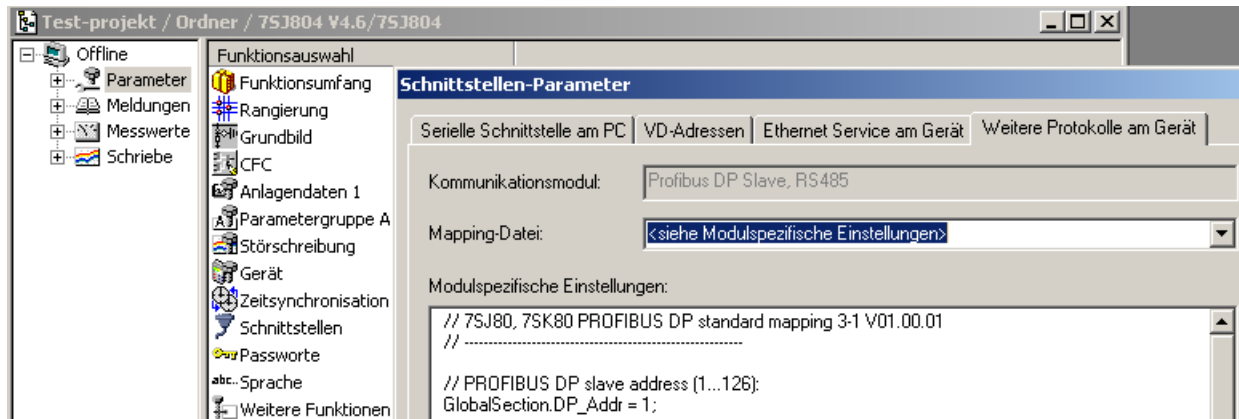 Test-projekt / Ordner / 7SJ804 V4.6/7SJ804
Offline
Parameter
Meldungen
Messwerte
Schriebe
Funktionsauswahl
Funktionsumfang
Rangierung
Grundbild
CFC
Anlagendaten 1
Parametergruppe A
Störschreibung
Gerät
Zeitsynchronisation
Schnittstellen
Passworte
abc.. Sprache
Weitere Funktionen
Schnittstellen-Parameter
Serielle Schnittstelle am PC
VD-Adressen
Ethernet Service am Gerät
Weitere Protokolle am Gerät
Kommunikationsmodul:
Profibus DP Slave, RS485
Mapping-Datei:
<siehe Modulspezifische Einstellungen>
Modulspezifische Einstellungen:
// 7SJ80, 7SK80 PROFIBUS DP standard mapping 3-1 V01.00.01
// ----------------------------------------------------------
// PROFIBUS DP slave address (1...126):
GlobalSection.DP_Addr = 1;